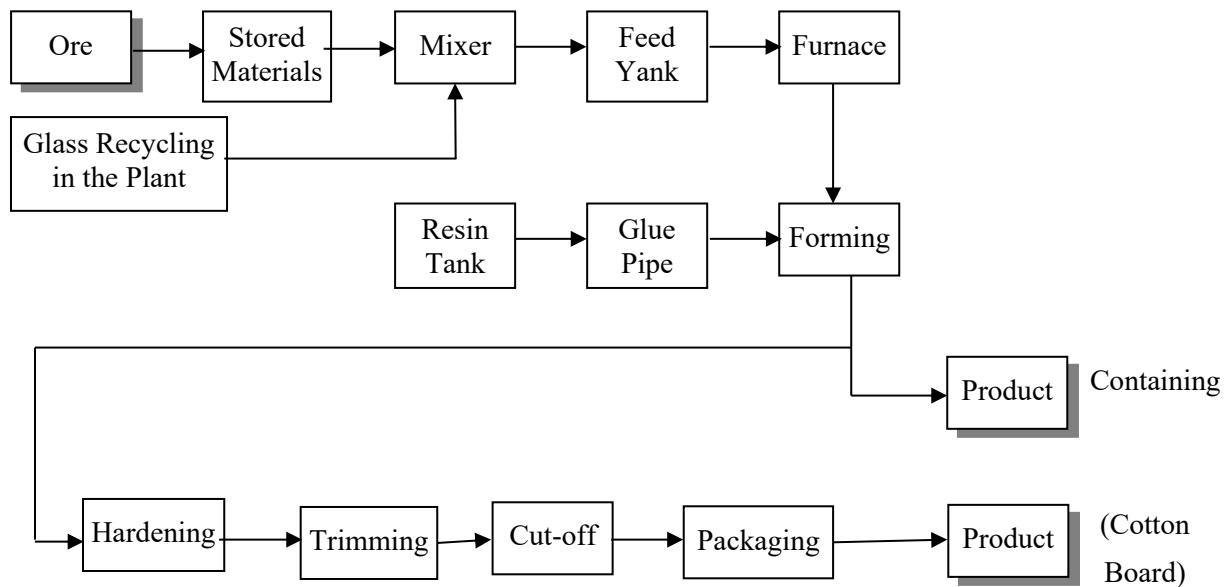 Ore
Stored
Materials
Mixer
Feed
Yank
Furnace
Glass Recycling
in the Plant
Resin
Tank
Glue
Pipe
Forming
Product
Containing
Hardening
Trimming
Cut-off
Packaging
Product
(Cotton
Board)